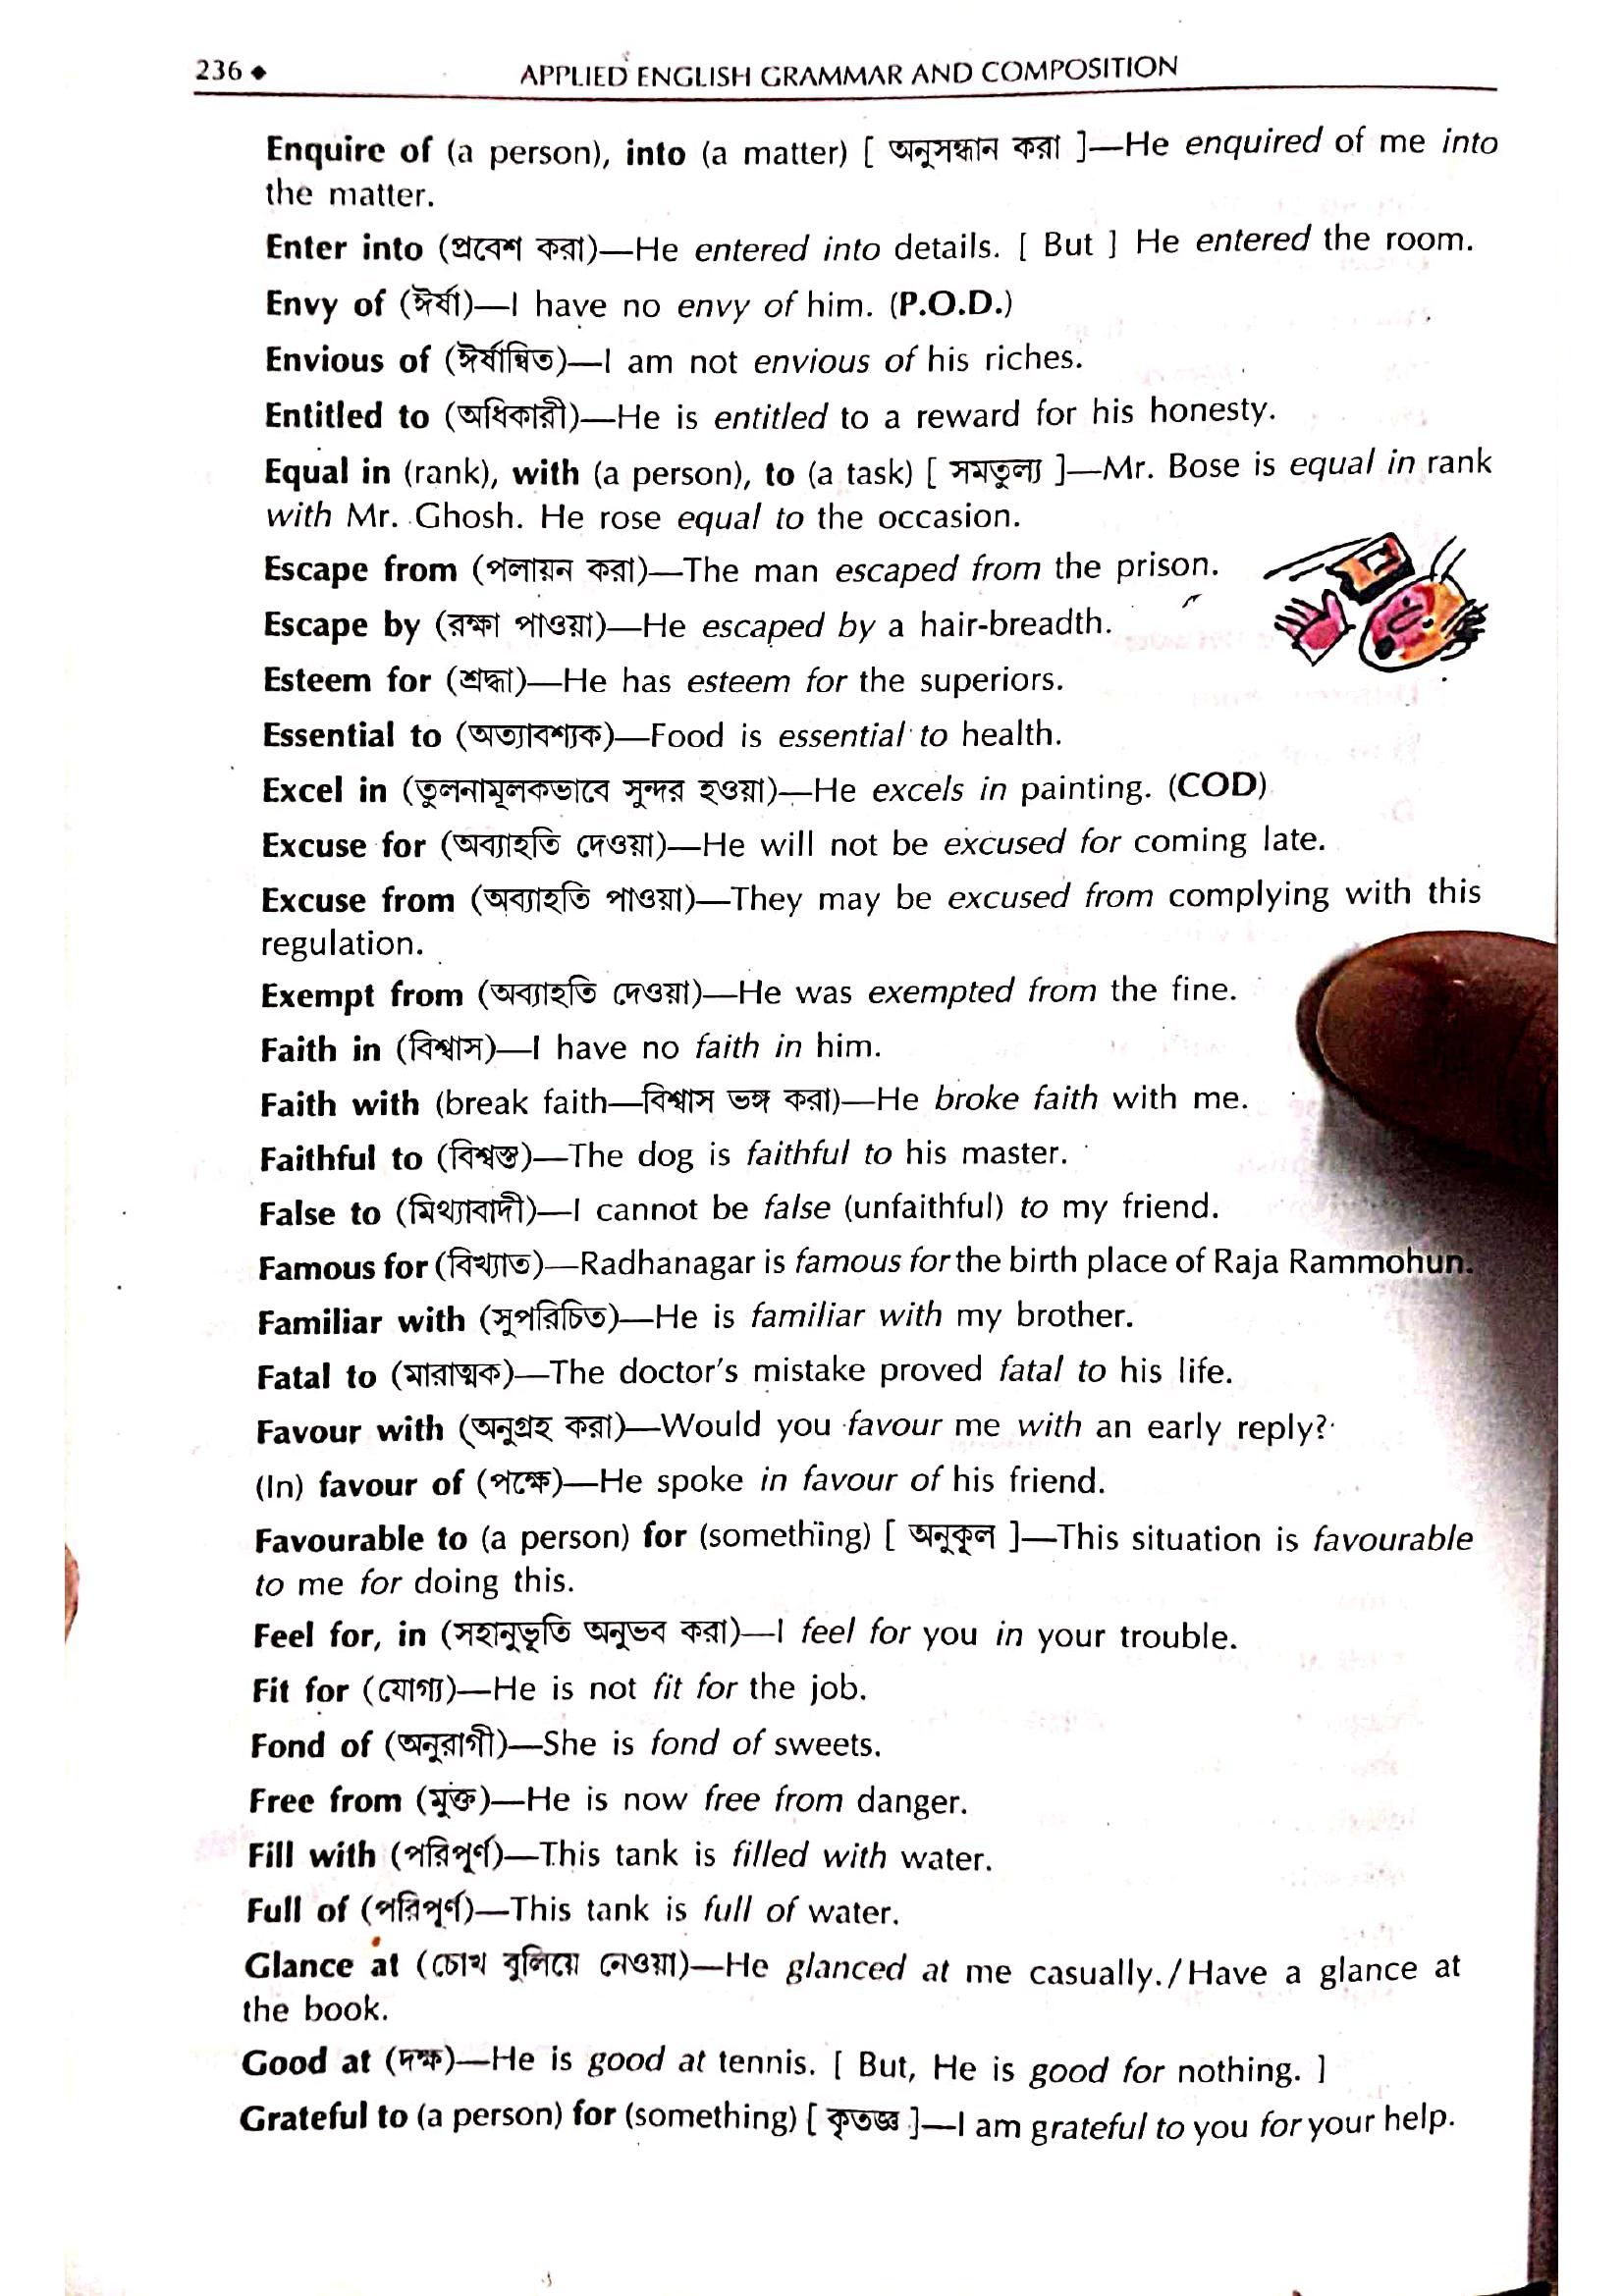 236 ◆ APPLIED ENGLISH GRAMMAR AND COMPOSITION
Enquire of (a person), into (a matter) [ অনুসন্ধান করা ]—He enquired of me into
the matter.
Enter into (প্রবেশ করা)—He entered into details. [ But ] He entered the room.
Envy of (ঈর্ষা)—I have no envy of him. (P.O.D.)
Envious of (ঈর্ষান্বিত)—I am not envious of his riches.
Entitled to (অধিকারী)—He is entitled to a reward for his honesty.
Equal in (rank), with (a person), to (a task) [ সমতুল্য ]—Mr. Bose is equal in rank
with Mr. Ghosh. He rose equal to the occasion.
Escape from (পলায়ন করা)—The man escaped from the prison.
Escape by (রক্ষা পাওয়া)—He escaped by a hair-breadth.
Esteem for (শ্রদ্ধা)—He has esteem for the superiors.
Essential to (অত্যাবশ্যক)—Food is essential to health.
Excel in (তুলনামূলকভাবে সুন্দর হওয়া)—He excels in painting. (COD)
Excuse for (অব্যাহতি দেওয়া)—He will not be excused for coming late.
Excuse from (অব্যাহতি পাওয়া)—They may be excused from complying with this
regulation.
Exempt from (অব্যাহতি দেওয়া)—He was exempted from the fine.
Faith in (বিশ্বাস)—I have no faith in him.
Faith with (break faith—বিশ্বাস ভঙ্গ করা)—He broke faith with me.
Faithful to (বিশ্বস্ত)—The dog is faithful to his master.
False to (মিথ্যাবাদী)—I cannot be false (unfaithful) to my friend.
Famous for (বিখ্যাত)—Radhanagar is famous for the birth place of Raja Rammohun.
Familiar with (সুপরিচিত)—He is familiar with my brother.
Fatal to (মারাত্মক)—The doctor's mistake proved fatal to his life.
Favour with (অনুগ্রহ করা)—Would you favour me with an early reply?
(In) favour of (পক্ষে)—He spoke in favour of his friend.
Favourable to (a person) for (something) [ অনুকূল ]—This situation is favourable
to me for doing this.
Feel for, in (সহানুভূতি অনুভব করা)—I feel for you in your trouble.
Fit for (যোগ্য)—He is not fit for the job.
Fond of (অনুরাগী)—She is fond of sweets.
Free from (মুক্ত)—He is now free from danger.
Fill with (পরিপূর্ণ)—This tank is filled with water.
Full of (পরিপূর্ণ)—This tank is full of water.
Glance at (চোখ বুলিয়ে নেওয়া)—He glanced at me casually./Have a glance at
the book.
Good at (দক্ষ)—He is good at tennis. [ But, He is good for nothing. ]
Grateful to (a person) for (something) [ কৃতজ্ঞ ]—I am grateful to you for your help.